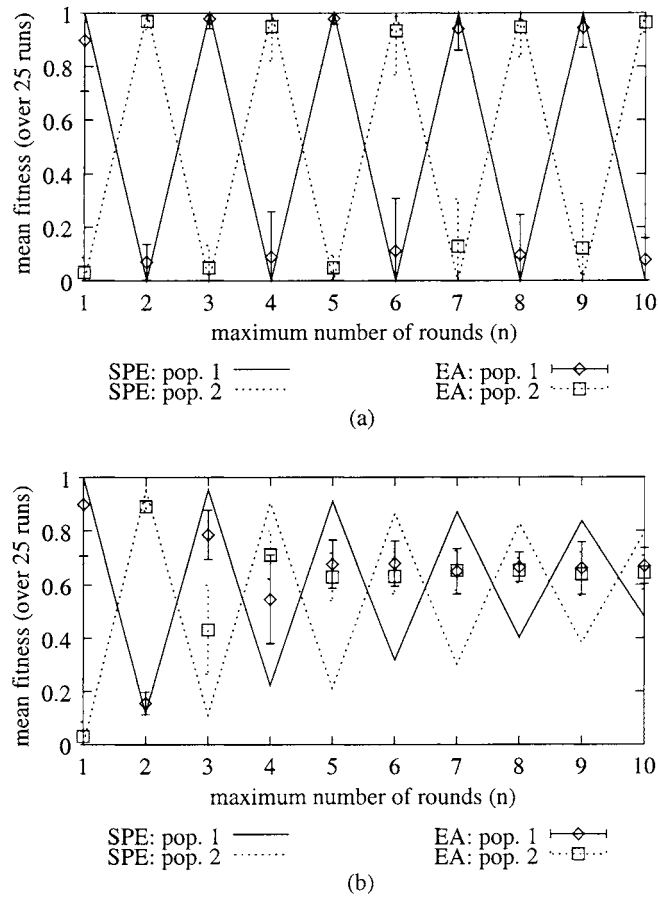 1
0.8
0.6
0.4
0.2
0
mean fitness (over 25 runs)
1 2 3 4 5 6 7 8 9 10
maximum number of rounds (n)
SPE: pop. 1 EA: pop. 1
SPE: pop. 2 EA: pop. 2
(a)
1
0.8
0.6
0.4
0.2
0
mean fitness (over 25 runs)
1 2 3 4 5 6 7 8 9 10
maximum number of rounds (n)
SPE: pop. 1 EA: pop. 1
SPE: pop. 2 EA: pop. 2
(b)